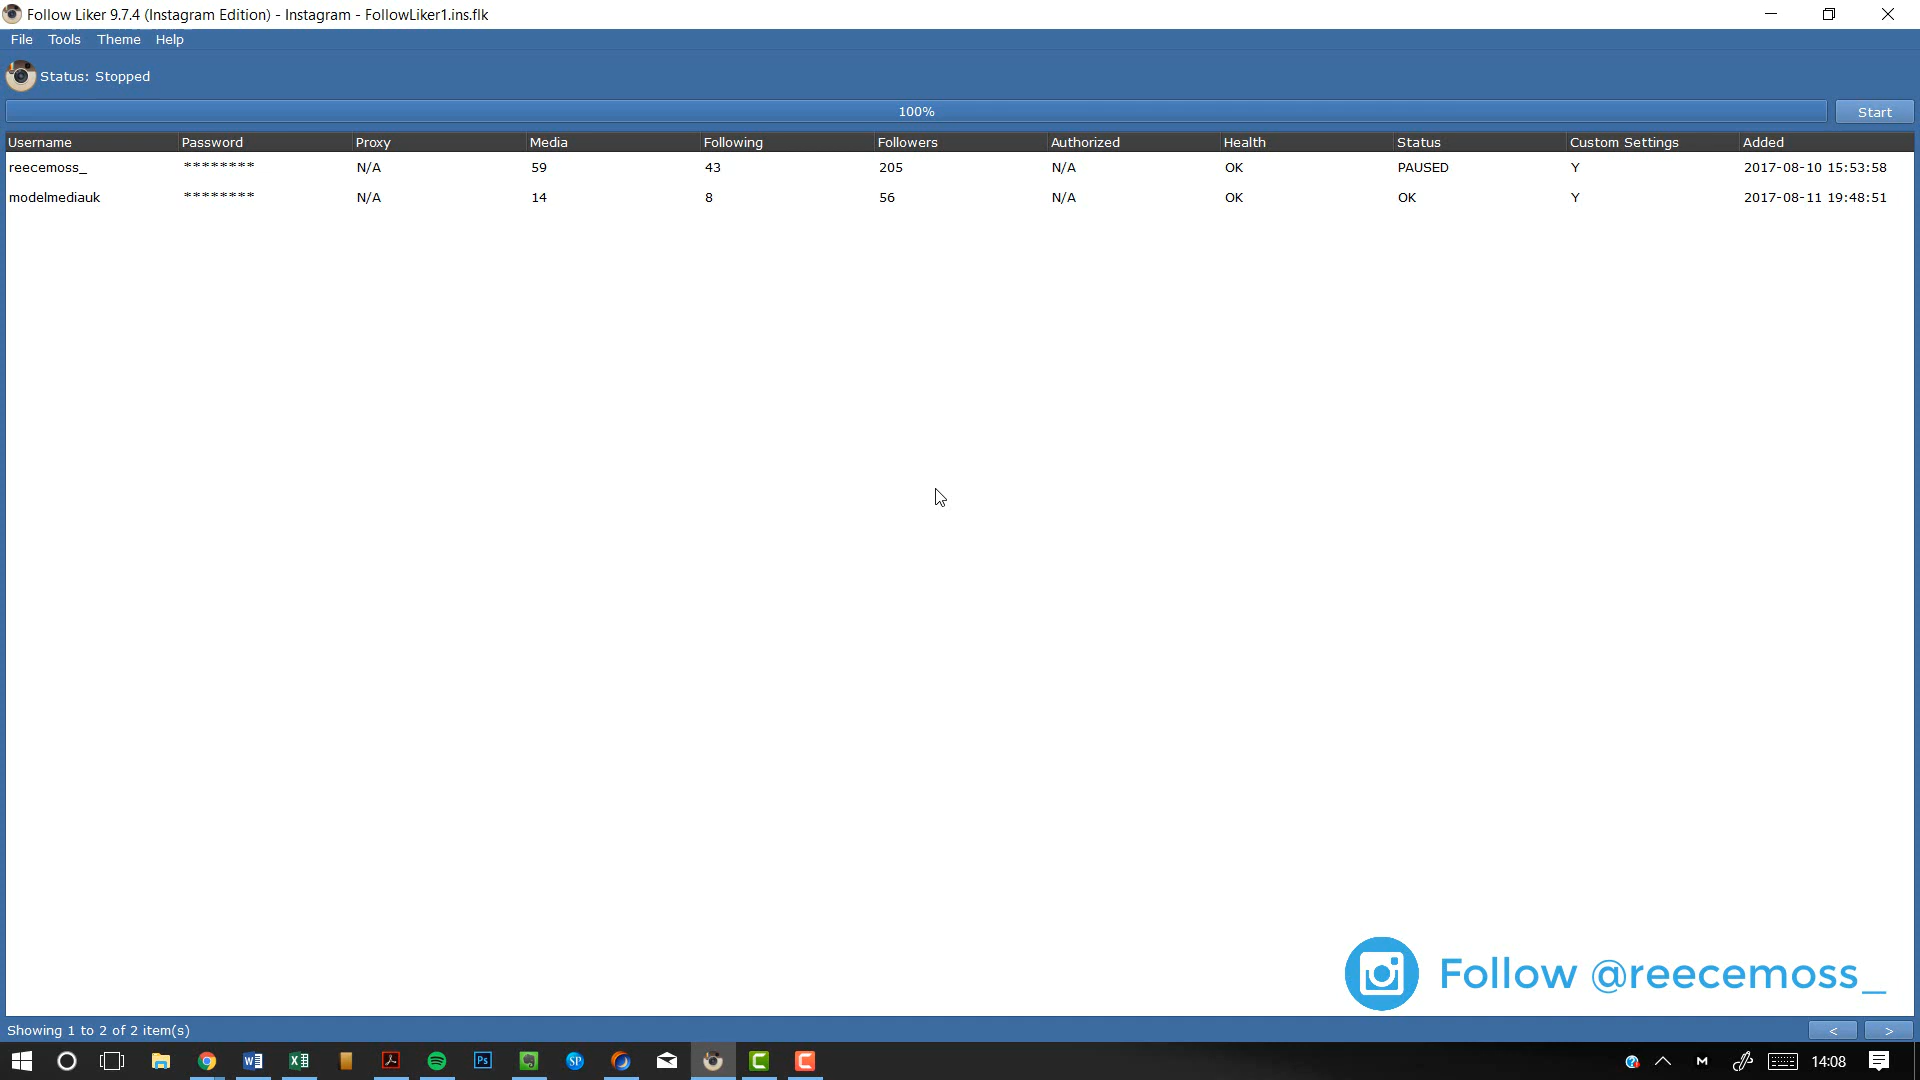 Follow Liker 9.7.4 (Instagram Edition) - Instagram - FollowLiker1.ins.flk
File Tools Theme Help
Status: Stopped
100% Start
Username Password Proxy Media Following Followers Authorized Health Status Custom Settings Added
reecemoss_ ******** N/A 59 43 205 N/A OK PAUSED Y 2017-08-10 15:53:58
modelmediauk ******** N/A 14 8 56 N/A OK OK Y 2017-08-11 19:48:51
Follow @reecemoss_
Showing 1 to 2 of 2 item(s) < >
Ps SP 14:08